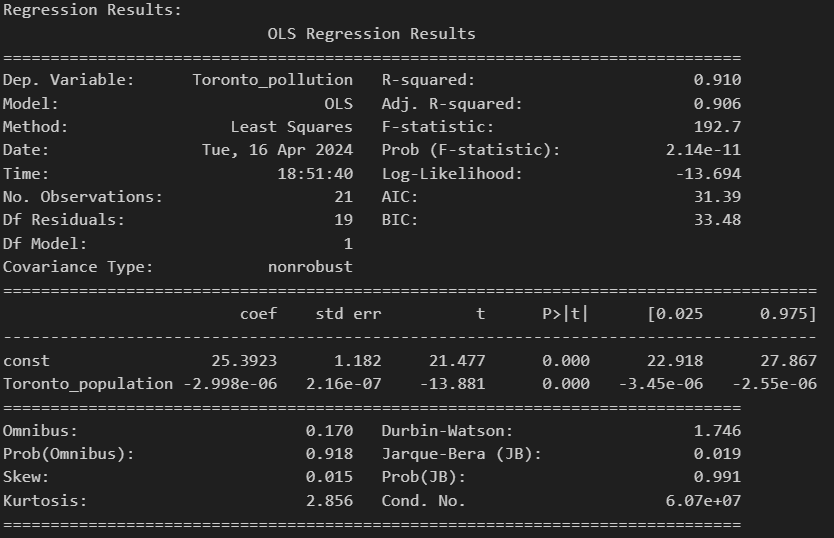 Regression Results:
                            OLS Regression Results
==============================================================================
Dep. Variable:      Toronto_pollution   R-squared:                       0.910
Model:                            OLS   Adj. R-squared:                  0.906
Method:                 Least Squares   F-statistic:                     192.7
Date:                Tue, 16 Apr 2024   Prob (F-statistic):           2.14e-11
Time:                        18:51:40   Log-Likelihood:                -13.694
No. Observations:                  21   AIC:                             31.39
Df Residuals:                      19   BIC:                             33.48
Df Model:                           1
Covariance Type:            nonrobust
======================================================================================
                         coef    std err          t      P>|t|      [0.025      0.975]
--------------------------------------------------------------------------------------
const                 25.3923      1.182     21.477      0.000      22.918      27.867
Toronto_population -2.998e-06   2.16e-07    -13.881      0.000   -3.45e-06   -2.55e-06
==============================================================================
Omnibus:                        0.170   Durbin-Watson:                   1.746
Prob(Omnibus):                  0.918   Jarque-Bera (JB):                0.019
Skew:                           0.015   Prob(JB):                        0.991
Kurtosis:                       2.856   Cond. No.                     6.07e+07
==============================================================================